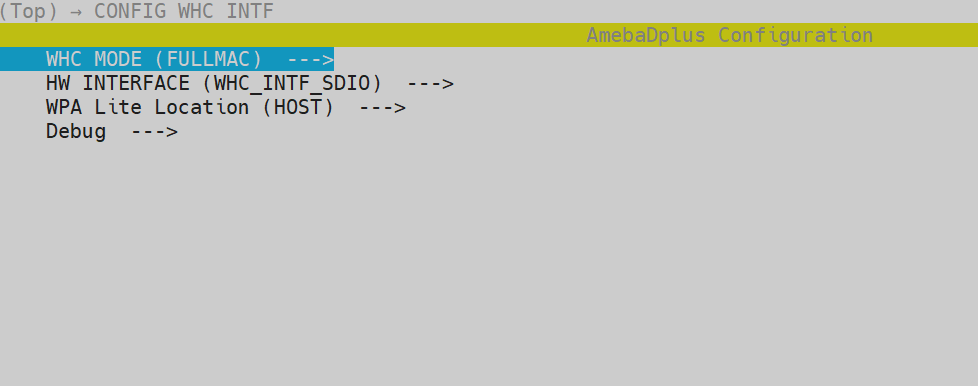 (Top) → CONFIG WHC INTF
AmebaDplus Configuration
WHC MODE (FULLMAC)  --->
HW INTERFACE (WHC_INTF_SDIO)  --->
WPA Lite Location (HOST)  --->
Debug  --->